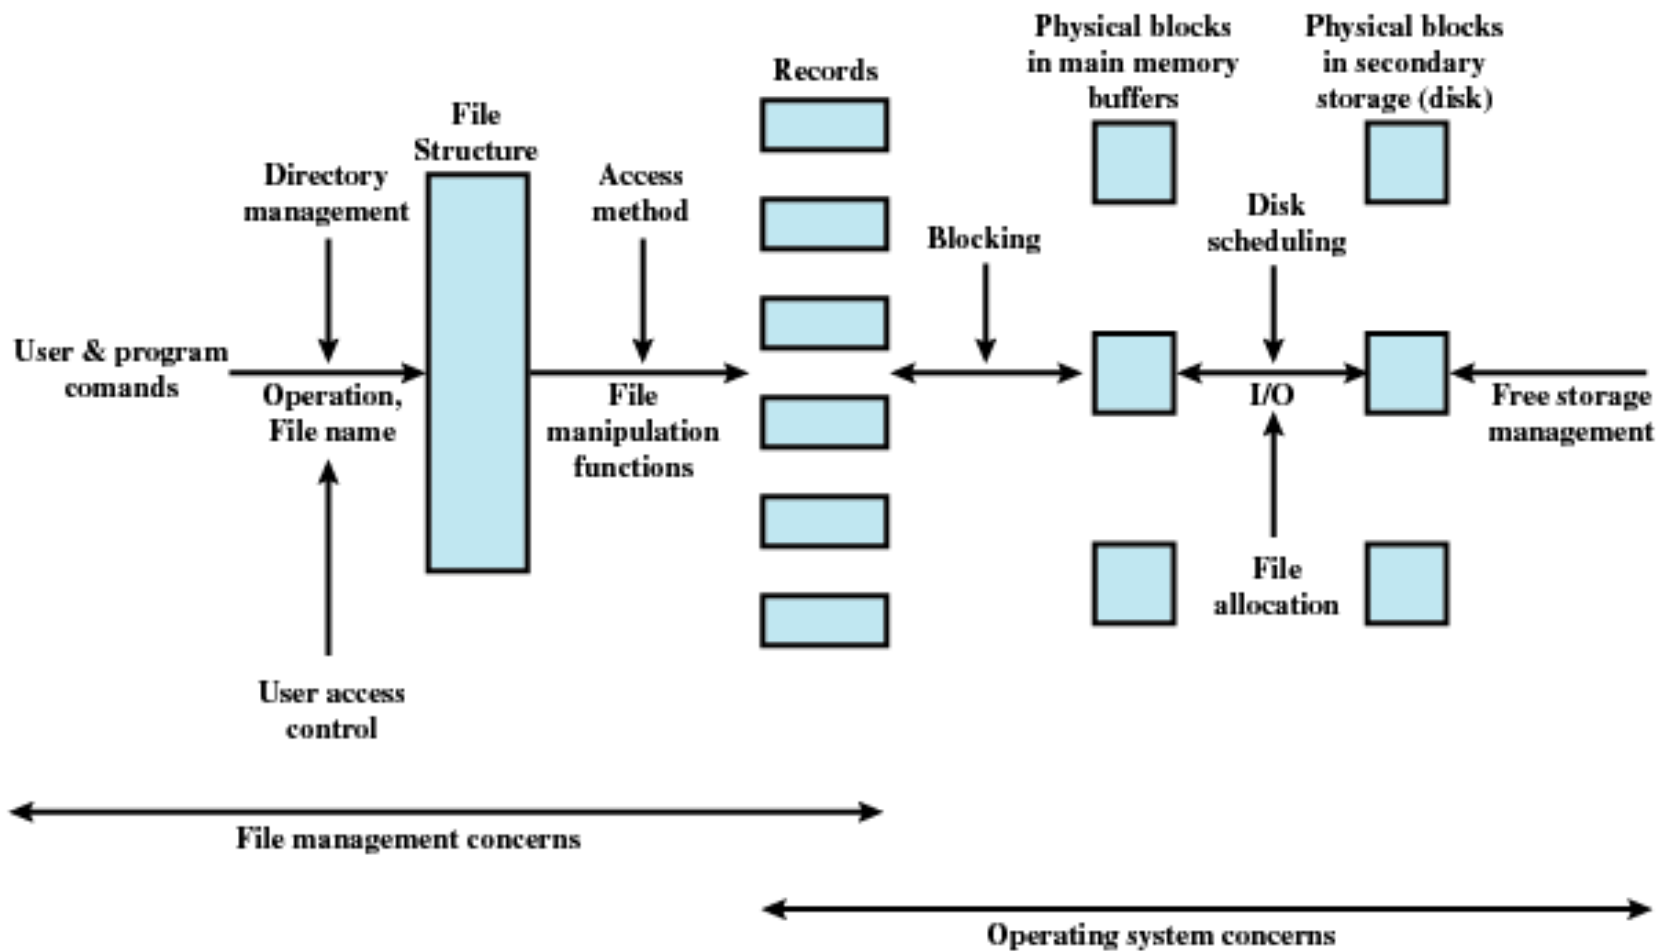 Physical blocks
in main memory
buffers
Physical blocks
in secondary
storage (disk)
Records
File
Structure
Directory
management
Access
method
Blocking
Disk
scheduling
User & program
comands
Operation,
File name
File
manipulation
functions
I/O
Free storage
management
File
allocation
User access
control
File management concerns
Operating system concerns